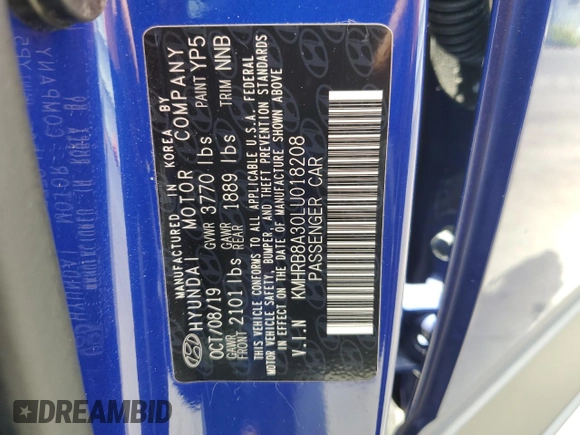 MANUFACTURED IN KOREA BY
HYUNDAI MOTOR COMPANY
OCT/08/19 GVWR 3770 lbs PAINT YP5
GAWR FRONT 2101lbs GAWR REAR 1889 lbs TRIM NNB
THIS VEHICLE CONFORMS TO ALL APPLICABLE U.S.A. FEDERAL
MOTOR VEHICLE SAFETY, BUMPER, AND THEFT PREVENTION STANDARDS
IN EFFECT ON THE DATE OF MANUFACTURE SHOWN ABOVE
V.I.N KMHRB8A30LU018208
PASSENGER CAR
DREAMBID